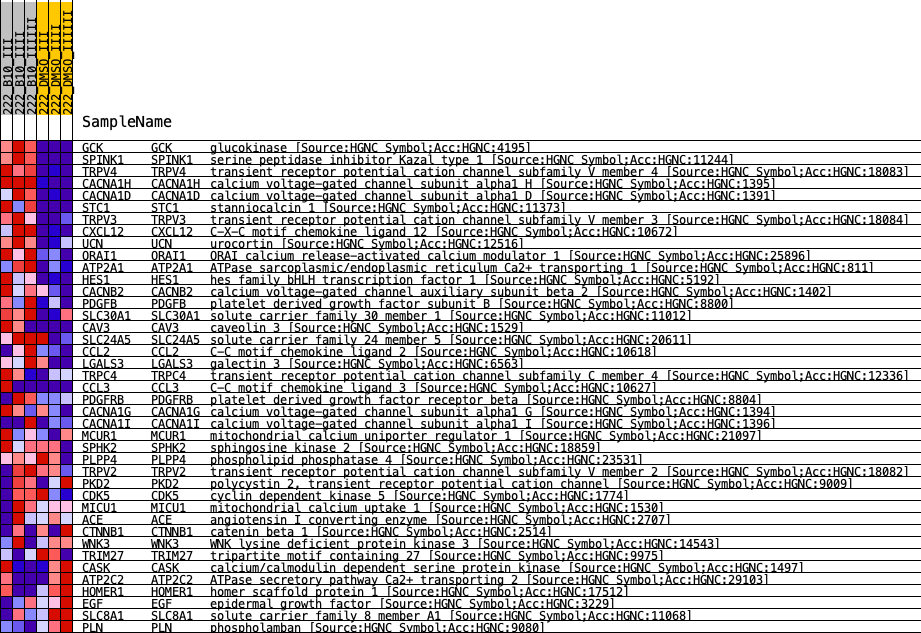 222_B10_III
222_B10_IIII
222_B10_IIIIII
222_DMSO_III
222_DMSO_IIII
222_DMSO_IIIIII
SampleName
GCK GCK glucokinase [Source:HGNC Symbol;Acc:HGNC:4195]
SPINK1 SPINK1 serine peptidase inhibitor Kazal type 1 [Source:HGNC Symbol;Acc:HGNC:11244]
TRPV4 TRPV4 transient receptor potential cation channel subfamily V member 4 [Source:HGNC Symbol;Acc:HGNC:18083]
CACNA1H CACNA1H calcium voltage-gated channel subunit alpha1 H [Source:HGNC Symbol;Acc:HGNC:1395]
CACNA1D CACNA1D calcium voltage-gated channel subunit alpha1 D [Source:HGNC Symbol;Acc:HGNC:1391]
STC1 STC1 stanniocalcin 1 [Source:HGNC Symbol;Acc:HGNC:11373]
TRPV3 TRPV3 transient receptor potential cation channel subfamily V member 3 [Source:HGNC Symbol;Acc:HGNC:18084]
CXCL12 CXCL12 C-X-C motif chemokine ligand 12 [Source:HGNC Symbol;Acc:HGNC:10672]
UCN UCN urocortin [Source:HGNC Symbol;Acc:HGNC:12516]
ORAI1 ORAI1 ORAI calcium release-activated calcium modulator 1 [Source:HGNC Symbol;Acc:HGNC:25896]
ATP2A1 ATP2A1 ATPase sarcoplasmic/endoplasmic reticulum Ca2+ transporting 1 [Source:HGNC Symbol;Acc:HGNC:811]
HES1 HES1 hes family bHLH transcription factor 1 [Source:HGNC Symbol;Acc:HGNC:5192]
CACNB2 CACNB2 calcium voltage-gated channel auxiliary subunit beta 2 [Source:HGNC Symbol;Acc:HGNC:1402]
PDGFB PDGFB platelet derived growth factor subunit B [Source:HGNC Symbol;Acc:HGNC:8800]
SLC30A1 SLC30A1 solute carrier family 30 member 1 [Source:HGNC Symbol;Acc:HGNC:11012]
CAV3 CAV3 caveolin 3 [Source:HGNC Symbol;Acc:HGNC:1529]
SLC24A5 SLC24A5 solute carrier family 24 member 5 [Source:HGNC Symbol;Acc:HGNC:20611]
CCL2 CCL2 C-C motif chemokine ligand 2 [Source:HGNC Symbol;Acc:HGNC:10618]
LGALS3 LGALS3 galectin 3 [Source:HGNC Symbol;Acc:HGNC:6563]
TRPC4 TRPC4 transient receptor potential cation channel subfamily C member 4 [Source:HGNC Symbol;Acc:HGNC:12336]
CCL3 CCL3 C-C motif chemokine ligand 3 [Source:HGNC Symbol;Acc:HGNC:10627]
PDGFRB PDGFRB platelet derived growth factor receptor beta [Source:HGNC Symbol;Acc:HGNC:8804]
CACNA1G CACNA1G calcium voltage-gated channel subunit alpha1 G [Source:HGNC Symbol;Acc:HGNC:1394]
CACNA1I CACNA1I calcium voltage-gated channel subunit alpha1 I [Source:HGNC Symbol;Acc:HGNC:1396]
MCUR1 MCUR1 mitochondrial calcium uniporter regulator 1 [Source:HGNC Symbol;Acc:HGNC:21097]
SPHK2 SPHK2 sphingosine kinase 2 [Source:HGNC Symbol;Acc:HGNC:18859]
PLPP4 PLPP4 phospholipid phosphatase 4 [Source:HGNC Symbol;Acc:HGNC:23531]
TRPV2 TRPV2 transient receptor potential cation channel subfamily V member 2 [Source:HGNC Symbol;Acc:HGNC:18082]
PKD2 PKD2 polycystin 2, transient receptor potential cation channel [Source:HGNC Symbol;Acc:HGNC:9009]
CDK5 CDK5 cyclin dependent kinase 5 [Source:HGNC Symbol;Acc:HGNC:1774]
MICU1 MICU1 mitochondrial calcium uptake 1 [Source:HGNC Symbol;Acc:HGNC:1530]
ACE ACE angiotensin I converting enzyme [Source:HGNC Symbol;Acc:HGNC:2707]
CTNNB1 CTNNB1 catenin beta 1 [Source:HGNC Symbol;Acc:HGNC:2514]
WNK3 WNK3 WNK lysine deficient protein kinase 3 [Source:HGNC Symbol;Acc:HGNC:14543]
TRIM27 TRIM27 tripartite motif containing 27 [Source:HGNC Symbol;Acc:HGNC:9975]
CASK CASK calcium/calmodulin dependent serine protein kinase [Source:HGNC Symbol;Acc:HGNC:1497]
ATP2C2 ATP2C2 ATPase secretory pathway Ca2+ transporting 2 [Source:HGNC Symbol;Acc:HGNC:29103]
HOMER1 HOMER1 homer scaffold protein 1 [Source:HGNC Symbol;Acc:HGNC:17512]
EGF EGF epidermal growth factor [Source:HGNC Symbol;Acc:HGNC:3229]
SLC8A1 SLC8A1 solute carrier family 8 member A1 [Source:HGNC Symbol;Acc:HGNC:11068]
PLN PLN phospholamban [Source:HGNC Symbol;Acc:HGNC:9080]